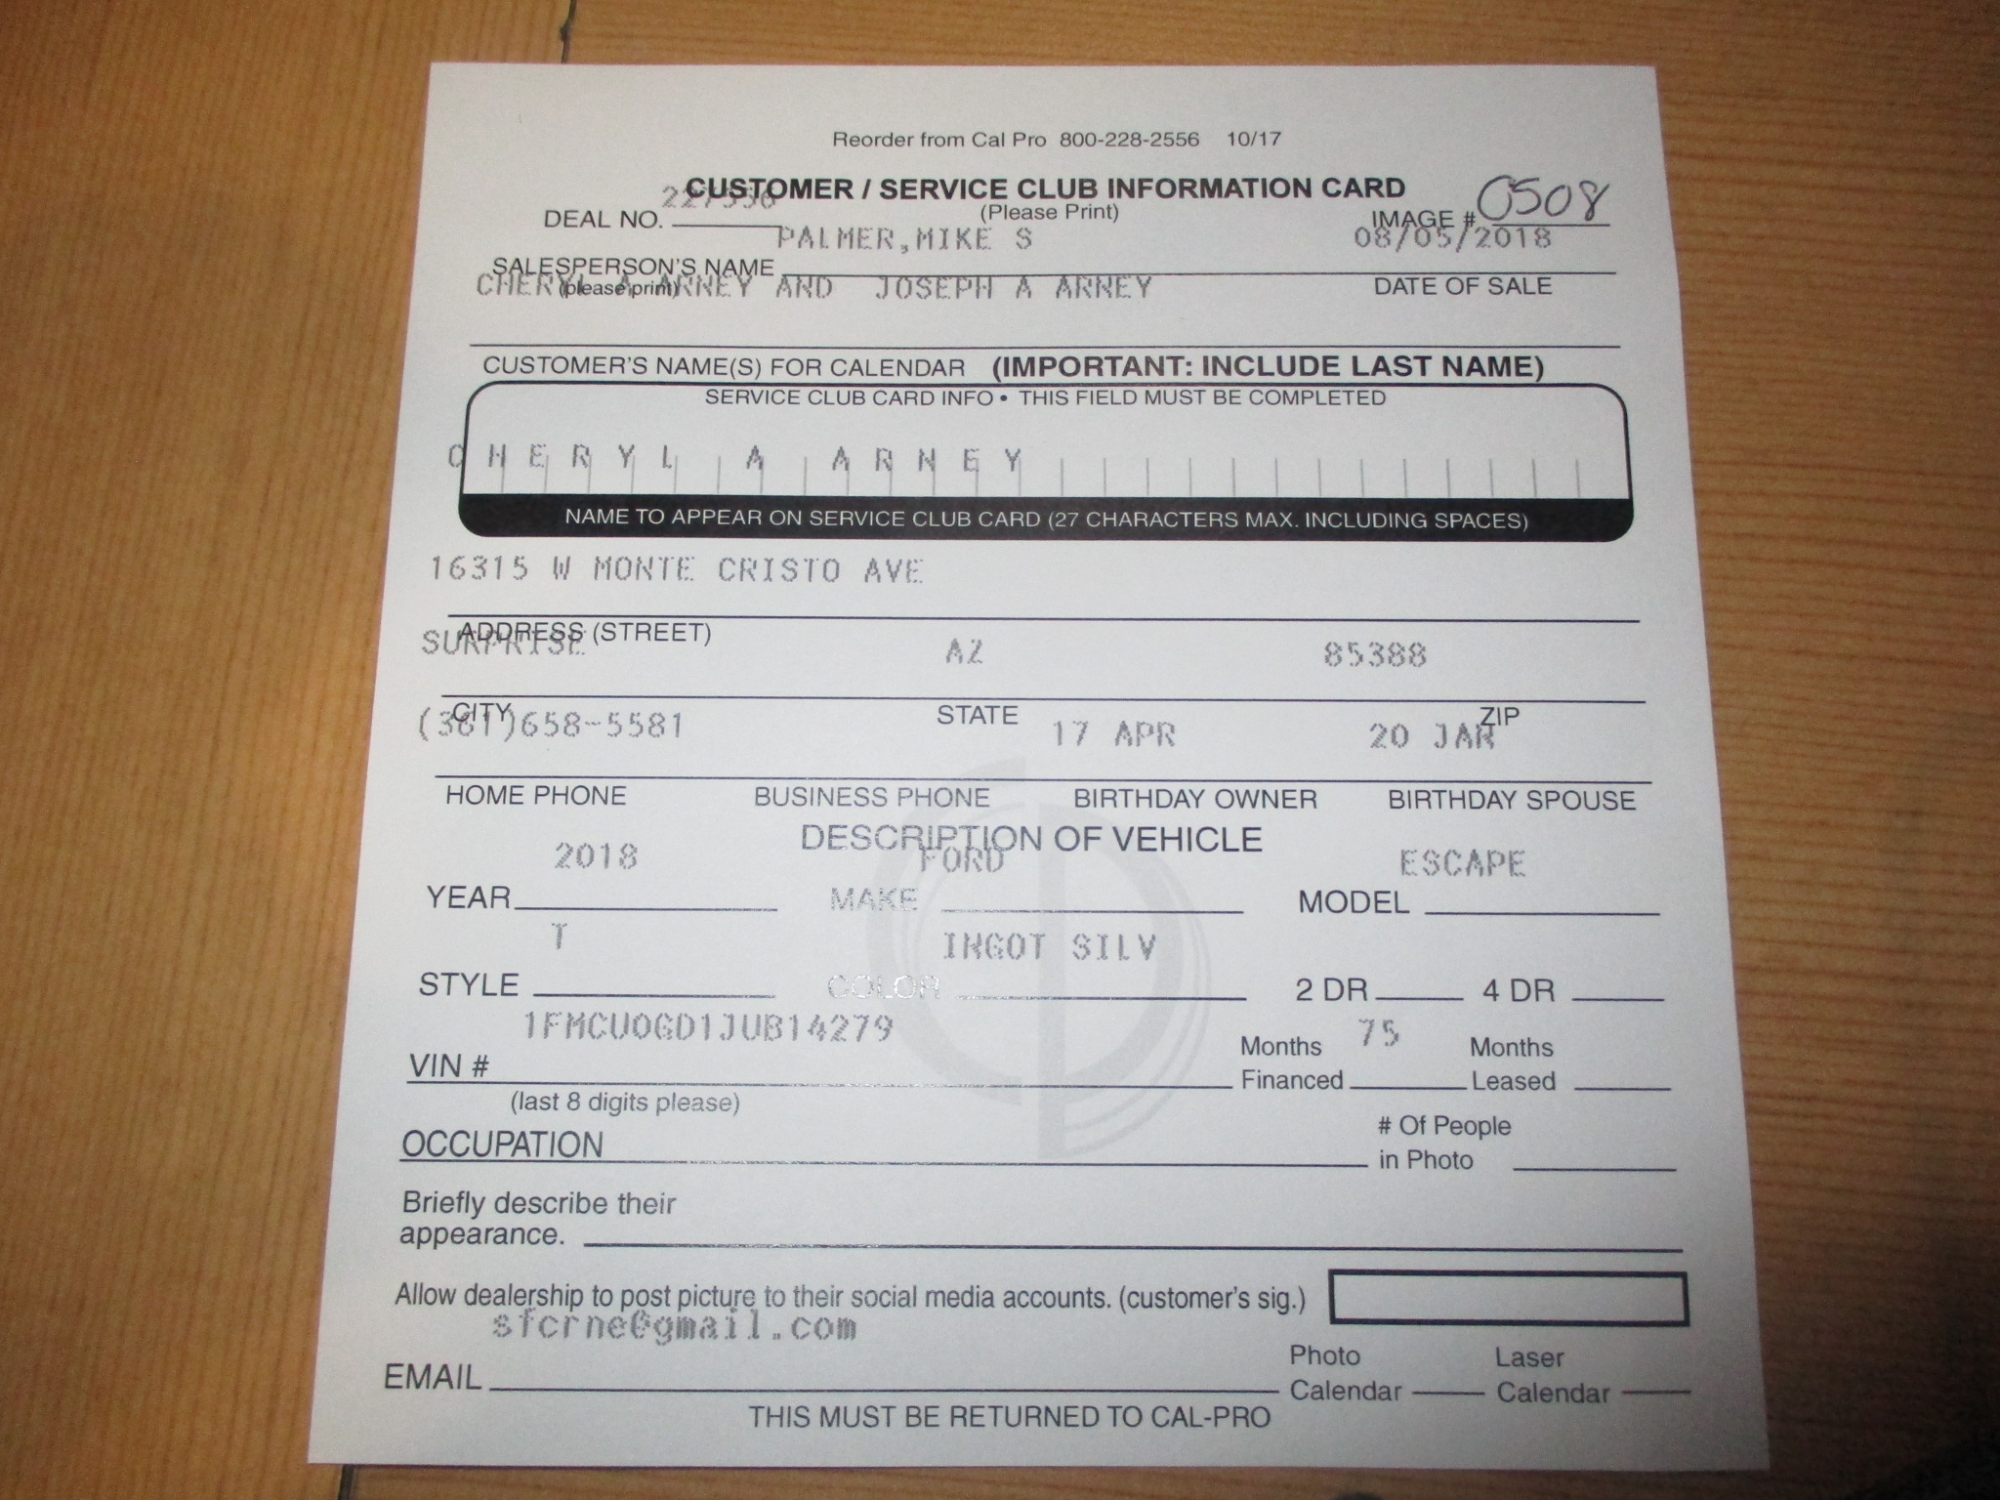 Reorder from Cal Pro 800-228-2556 10/17
CUSTOMER / SERVICE CLUB INFORMATION CARD
(Please Print)
DEAL NO.
IMAGE # 0508
PALMER,MIKE S 08/05/2018
SALESPERSON'S NAME
(please print)
DATE OF SALE
CHERYL A ARNEY AND JOSEPH A ARNEY
CUSTOMER'S NAME(S) FOR CALENDAR (IMPORTANT: INCLUDE LAST NAME)
SERVICE CLUB CARD INFO • THIS FIELD MUST BE COMPLETED
CHERYL A ARNEY
NAME TO APPEAR ON SERVICE CLUB CARD (27 CHARACTERS MAX. INCLUDING SPACES)
16315 W MONTE CRISTO AVE
ADDRESS (STREET)
SURPRISE AZ 85388
CITY STATE ZIP
658-5581 17 APR 20 JAN
HOME PHONE BUSINESS PHONE BIRTHDAY OWNER BIRTHDAY SPOUSE
DESCRIPTION OF VEHICLE
2018 FORD ESCAPE
YEAR MAKE MODEL
T INGOT SILV
STYLE COLOR 2 DR 4 DR
1FMCU0GD1JUB14279 75
VIN # Months Financed Months Leased
(last 8 digits please)
OCCUPATION # Of People in Photo
Briefly describe their
appearance.
Allow dealership to post picture to their social media accounts. (customer's sig.)
sfcrne@gmail.com
EMAIL Photo Calendar Laser Calendar
THIS MUST BE RETURNED TO CAL-PRO